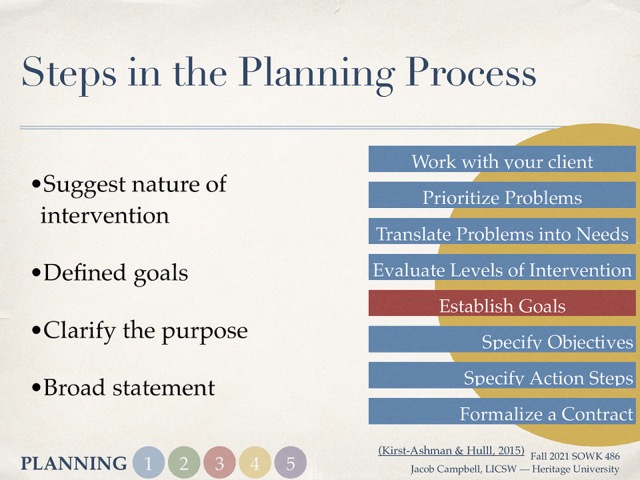 Steps in the Planning Process
•Suggest nature of
intervention
•Defined goals
•Clarify the purpose
•Broad statement
Work with your client
Prioritize Problems
Translate Problems into Needs
Evaluate Levels of Intervention
Establish Goals
Specify Objectives
Specify Action Steps
Formalize a Contract
(Kirst-Ashman & Hulll, 2015)
PLANNING 1 2 3 4 5
Fall 2021 SOWK 486
Jacob Campbell, LICSW — Heritage University